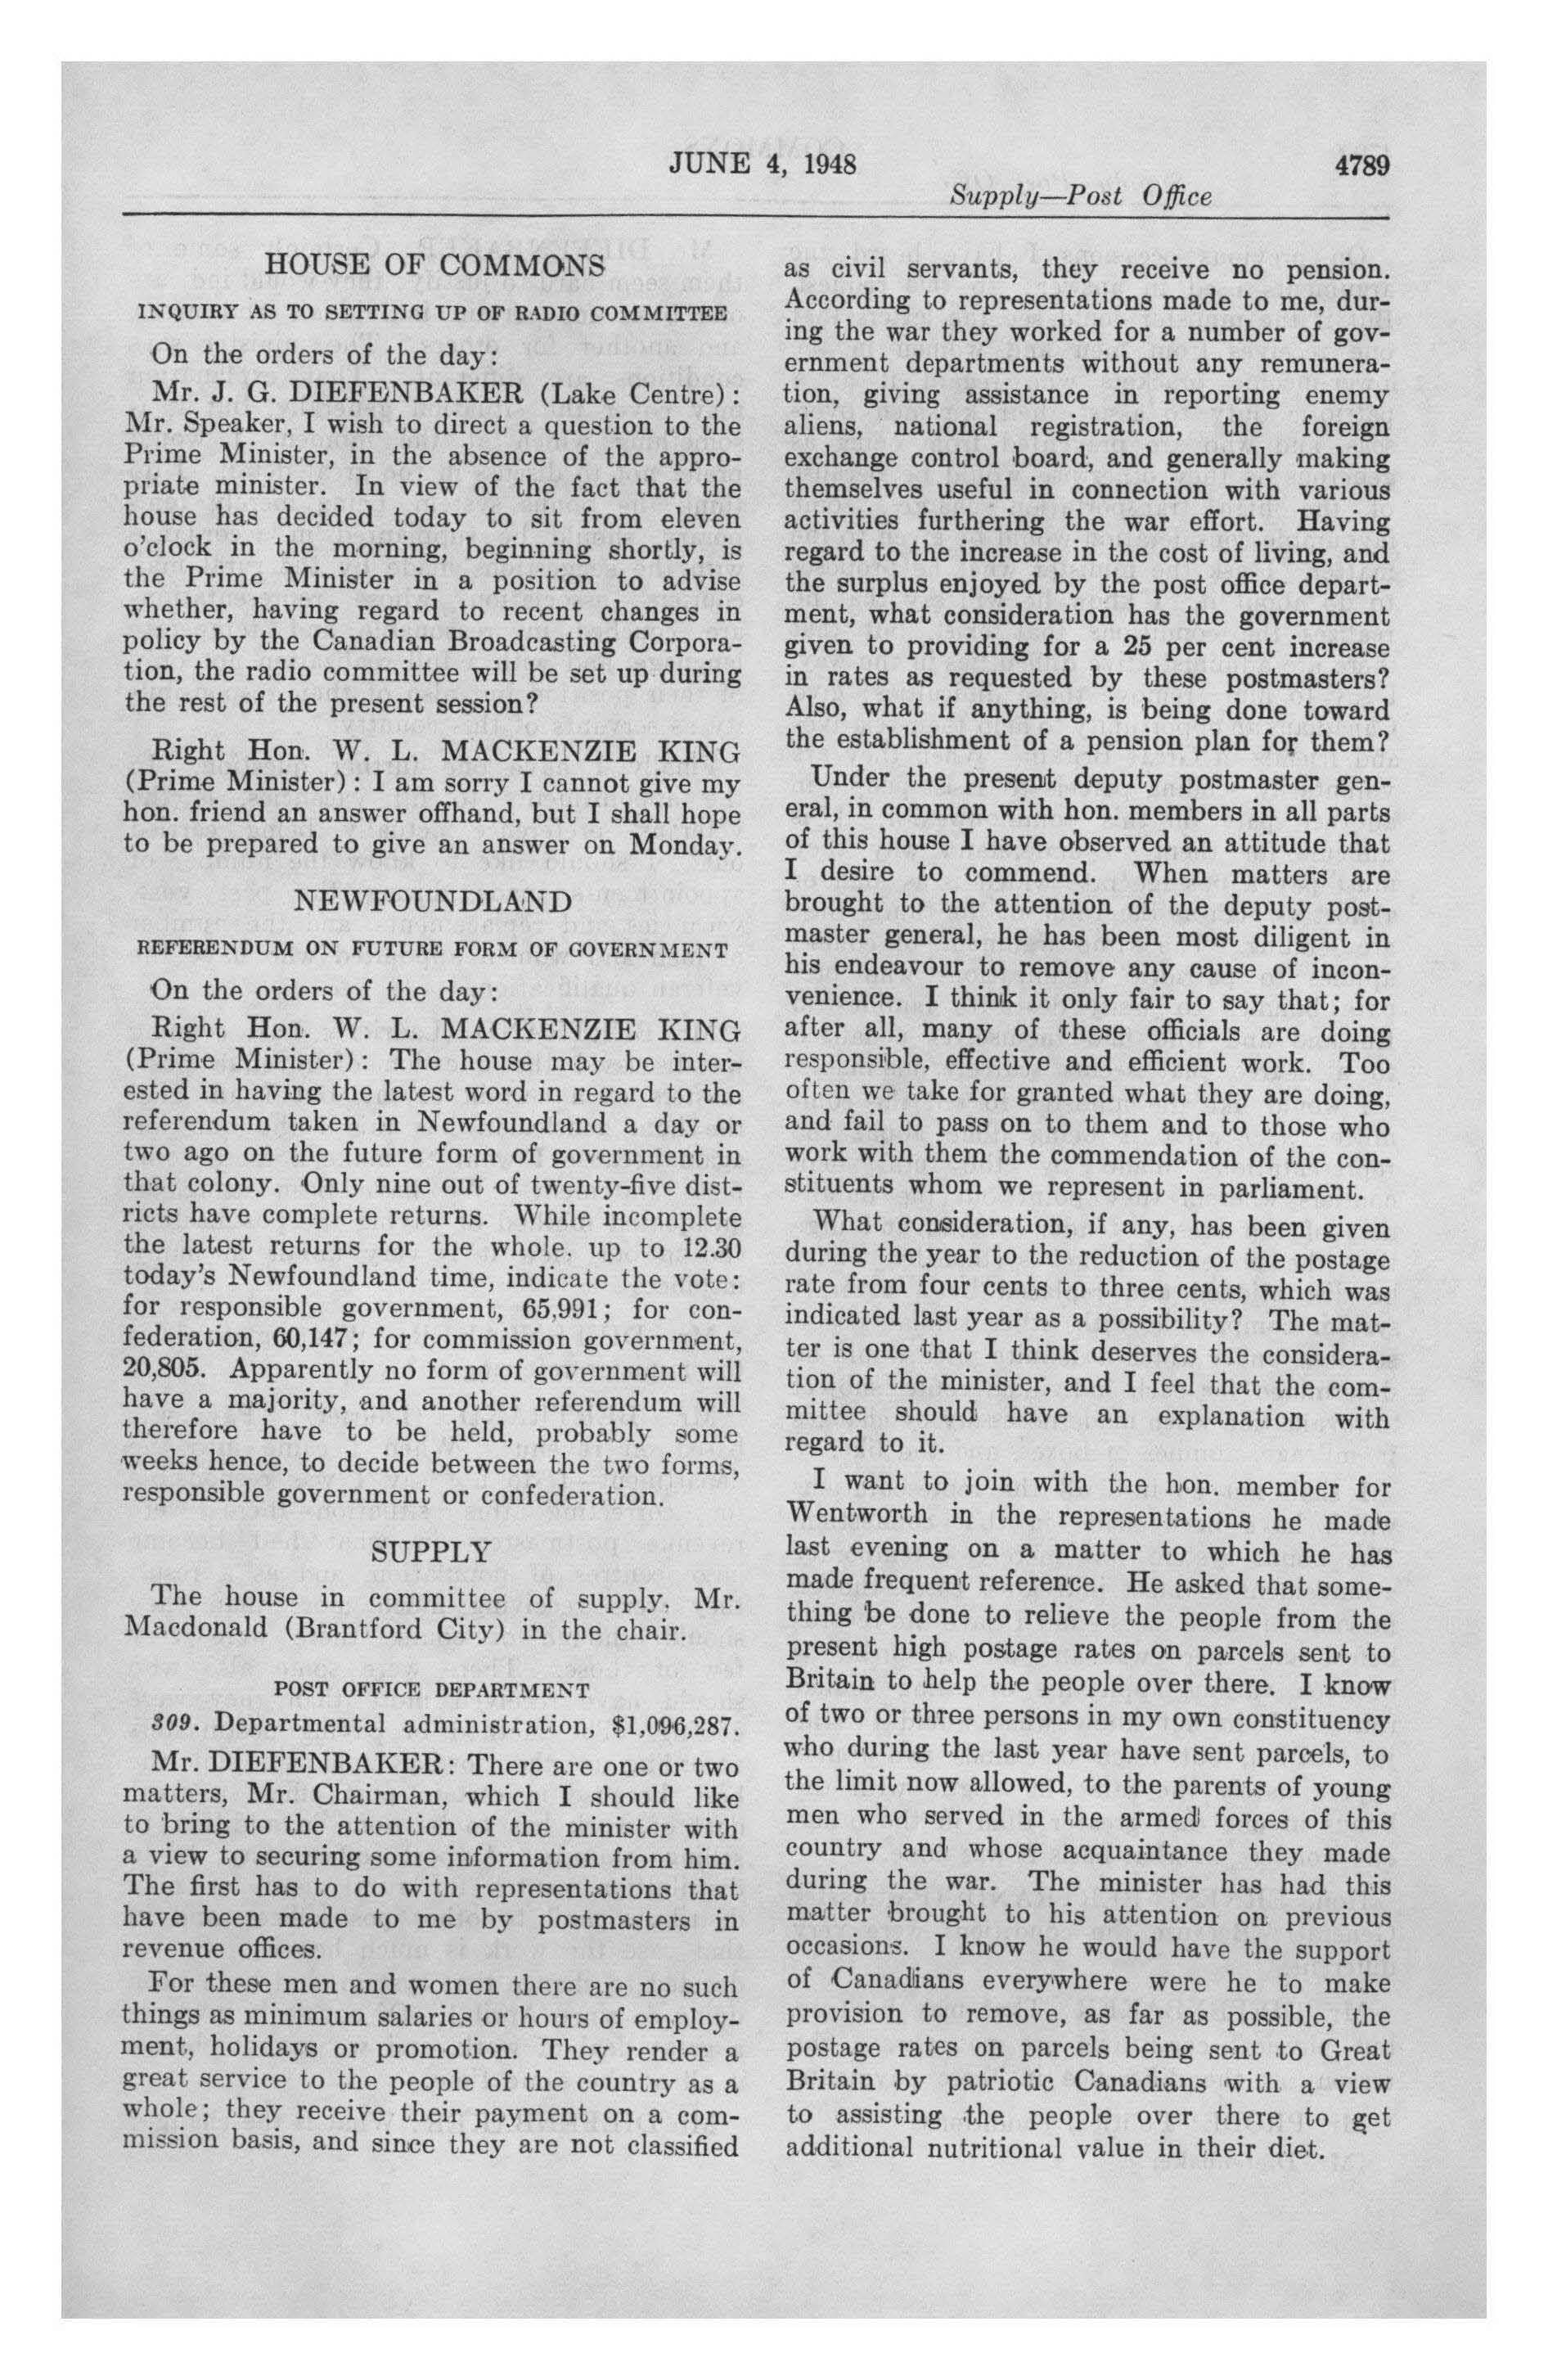 JUNE 4, 1948
4789
Supply—Post Office
HOUSE OF COMMONS
INQUIRY AS TO SETTING UP OF RADIO COMMITTEE
On the orders of the day:
Mr. J. G. DIEFENBAKER (Lake Centre):
Mr. Speaker, I wish to direct a question to the
Prime Minister, in the absence of the appro-
priate minister. In view of the fact that the
house has decided today to sit from eleven
o'clock in the morning, beginning shortly, is
the Prime Minister in a position to advise
whether, having regard to recent changes in
policy by the Canadian Broadcasting Corpora-
tion, the radio committee will be set up during
the rest of the present session?
Right Hon. W. L. MACKENZIE KING
(Prime Minister): I am sorry I cannot give my
hon. friend an answer offhand, but I shall hope
to be prepared to give an answer on Monday.
NEWFOUNDLAND
REFERENDUM ON FUTURE FORM OF GOVERNMENT
On the orders of the day:
Right Hon. W. L. MACKENZIE KING
(Prime Minister): The house may be inter-
ested in having the latest word in regard to the
referendum taken in Newfoundland a day or
two ago on the future form of government in
that colony. Only nine out of twenty-five dist-
ricts have complete returns. While incomplete
the latest returns for the whole, up to 12.30
today's Newfoundland time, indicate the vote:
for responsible government, 65,991; for con-
federation, 60,147; for commission government,
20,805. Apparently no form of government will
have a majority, and another referendum will
therefore have to be held, probably some
weeks hence, to decide between the two forms,
responsible government or confederation.
SUPPLY
The house in committee of supply, Mr.
Macdonald (Brantford City) in the chair.
POST OFFICE DEPARTMENT
309. Departmental administration, $1,096,287.
Mr. DIEFENBAKER: There are one or two
matters, Mr. Chairman, which I should like
to bring to the attention of the minister with
a view to securing some information from him.
The first has to do with representations that
have been made to me by postmasters in
revenue offices.
For these men and women there are no such
things as minimum salaries or hours of employ-
ment, holidays or promotion. They render a
great service to the people of the country as a
whole; they receive their payment on a com-
mission basis, and since they are not classified
as civil servants, they receive no pension.
According to representations made to me, dur-
ing the war they worked for a number of gov-
ernment departments without any remunera-
tion, giving assistance in reporting enemy
aliens, national registration, the foreign
exchange control board, and generally making
themselves useful in connection with various
activities furthering the war effort. Having
regard to the increase in the cost of living, and
the surplus enjoyed by the post office depart-
ment, what consideration has the government
given to providing for a 25 per cent increase
in rates as requested by these postmasters?
Also, what if anything, is being done toward
the establishment of a pension plan for them?
Under the present deputy postmaster gen-
eral, in common with hon. members in all parts
of this house I have observed an attitude that
I desire to commend. When matters are
brought to the attention of the deputy post-
master general, he has been most diligent in
his endeavour to remove any cause of incon-
venience. I think it only fair to say that; for
after all, many of these officials are doing
responsible, effective and efficient work. Too
often we take for granted what they are doing,
and fail to pass on to them and to those who
work with them the commendation of the con-
stituents whom we represent in parliament.
What consideration, if any, has been given
during the year to the reduction of the postage
rate from four cents to three cents, which was
indicated last year as a possibility? The mat-
ter is one that I think deserves the considera-
tion of the minister, and I feel that the com-
mittee should have an explanation with
regard to it.
I want to join with the hon. member for
Wentworth in the representations he made
last evening on a matter to which he has
made frequent reference. He asked that some-
thing be done to relieve the people from the
present high postage rates on parcels sent to
Britain to help the people over there. I know
of two or three persons in my own constituency
who during the last year have sent parcels, to
the limit now allowed, to the parents of young
men who served in the armed forces of this
country and whose acquaintance they made
during the war. The minister has had this
matter brought to his attention on previous
occasions. I know he would have the support
of Canadians everywhere were he to make
provision to remove, as far as possible, the
postage rates on parcels being sent to Great
Britain by patriotic Canadians with a view
to assisting the people over there to get
additional nutritional value in their diet.